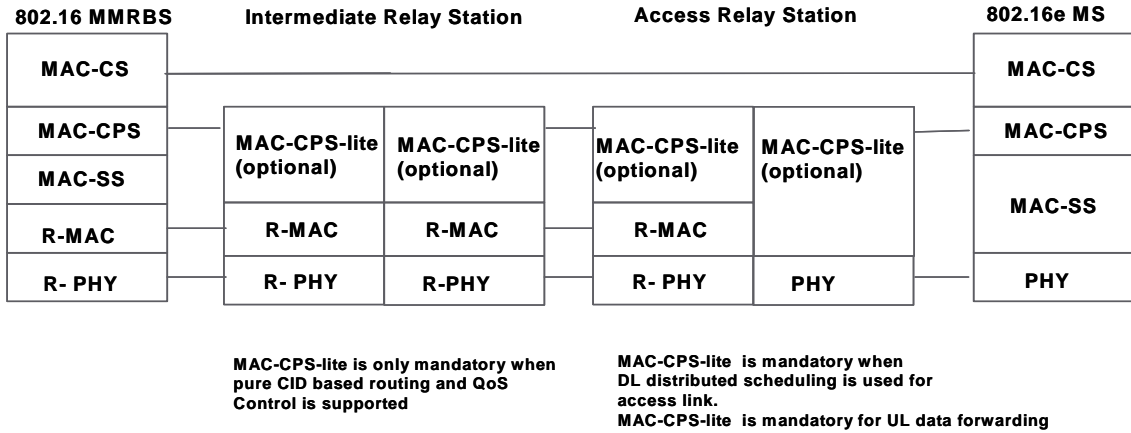 802.16 MMRBS
Intermediate Relay Station
Access Relay Station
802.16e MS
MAC-CS
MAC-CS
MAC-CPS
MAC-CPS-lite
(optional)
MAC-CPS-lite
(optional)
MAC-CPS-lite
(optional)
MAC-CPS-lite
(optional)
MAC-CPS
MAC-SS
MAC-SS
R-MAC
R-MAC
R-MAC
R-MAC
R- PHY
R- PHY
R-PHY
R- PHY
PHY
PHY
MAC-CPS-lite is only mandatory when
pure CID based routing and QoS
Control is supported
MAC-CPS-lite is mandatory when
DL distributed scheduling is used for
access link.
MAC-CPS-lite is mandatory for UL data forwarding